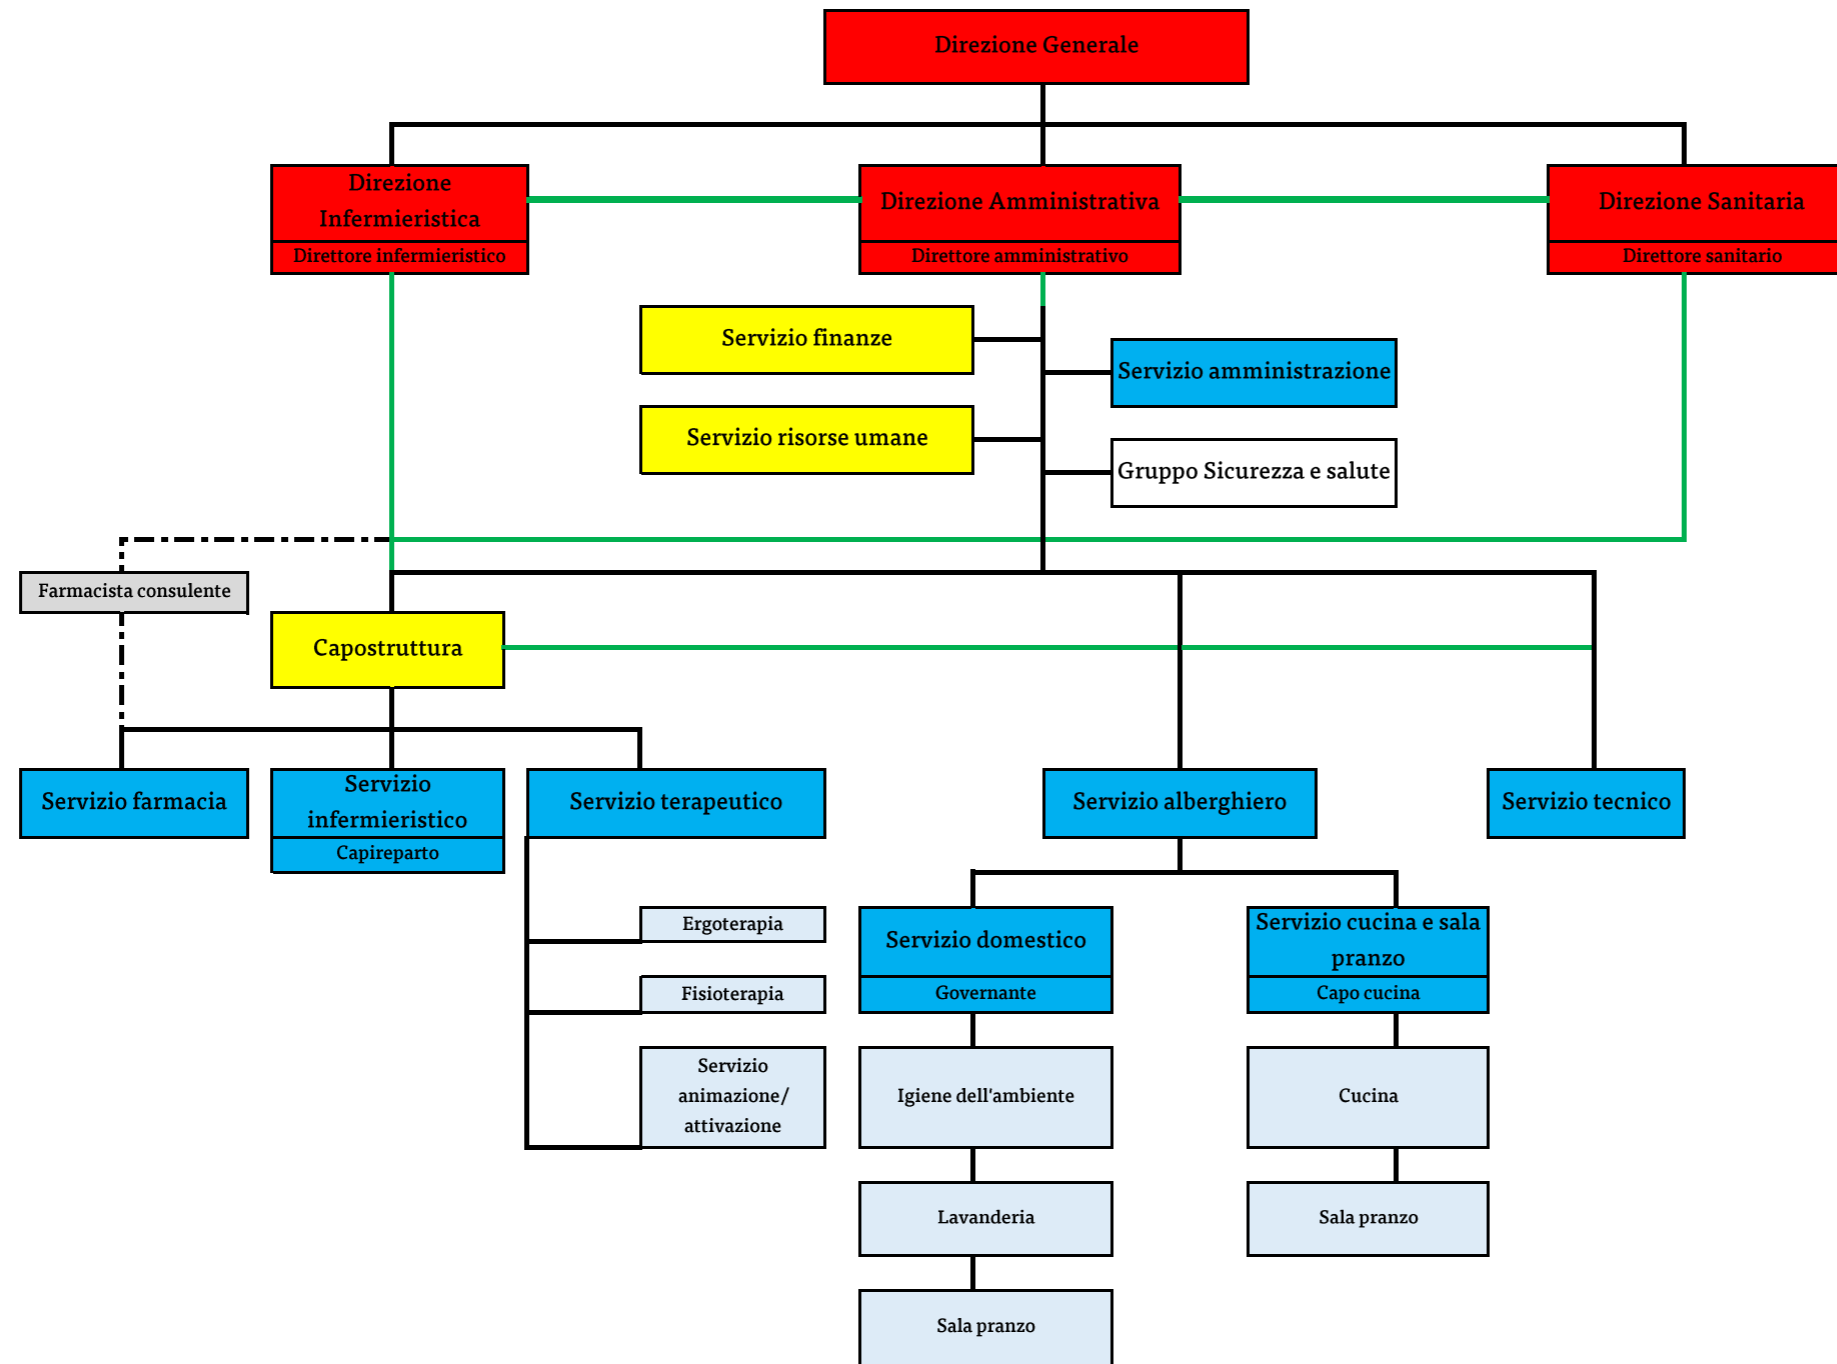 Direzione Generale
Direzione
Infermieristica
Direttore infermieristico
Direzione Amministrativa
Direttore amministrativo
Direzione Sanitaria
Direttore sanitario
Servizio finanze
Servizio amministrazione
Servizio risorse umane
Gruppo Sicurezza e salute
Farmacista consulente
Capostruttura
Servizio farmacia
Servizio
infermieristico
Capireparto
Servizio terapeutico
Servizio alberghiero
Servizio tecnico
Ergoterapia
Fisioterapia
Servizio
animazione/
attivazione
Servizio domestico
Governante
Servizio cucina e sala
pranzo
Capo cucina
Igiene dell'ambiente
Cucina
Lavanderia
Sala pranzo
Sala pranzo